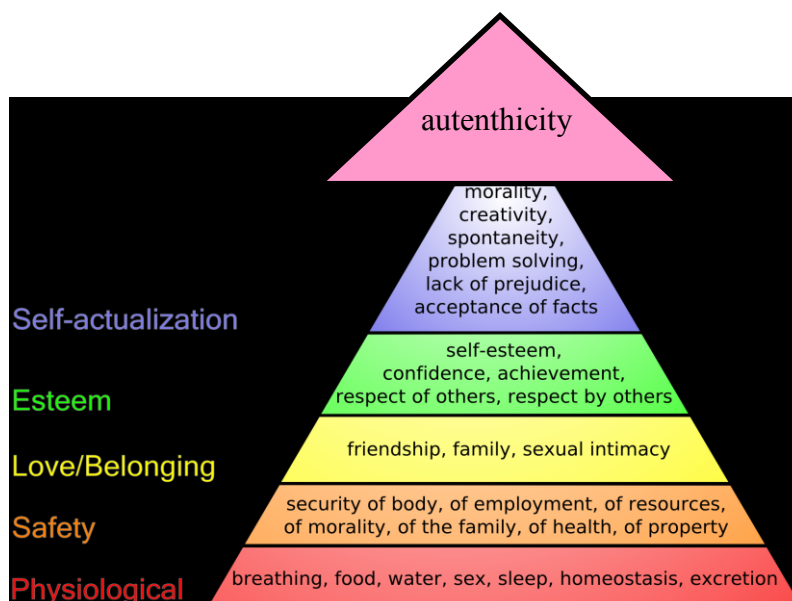 autenthicity
morality,
creativity,
spontaneity,
problem solving,
lack of prejudice,
acceptance of facts
Self-actualization
self-esteem,
confidence, achievement,
respect of others, respect by others
Esteem
friendship, family, sexual intimacy
Love/Belonging
security of body, of employment, of resources,
of morality, of the family, of health, of property
Safety
breathing, food, water, sex, sleep, homeostasis, excretion
Physiological